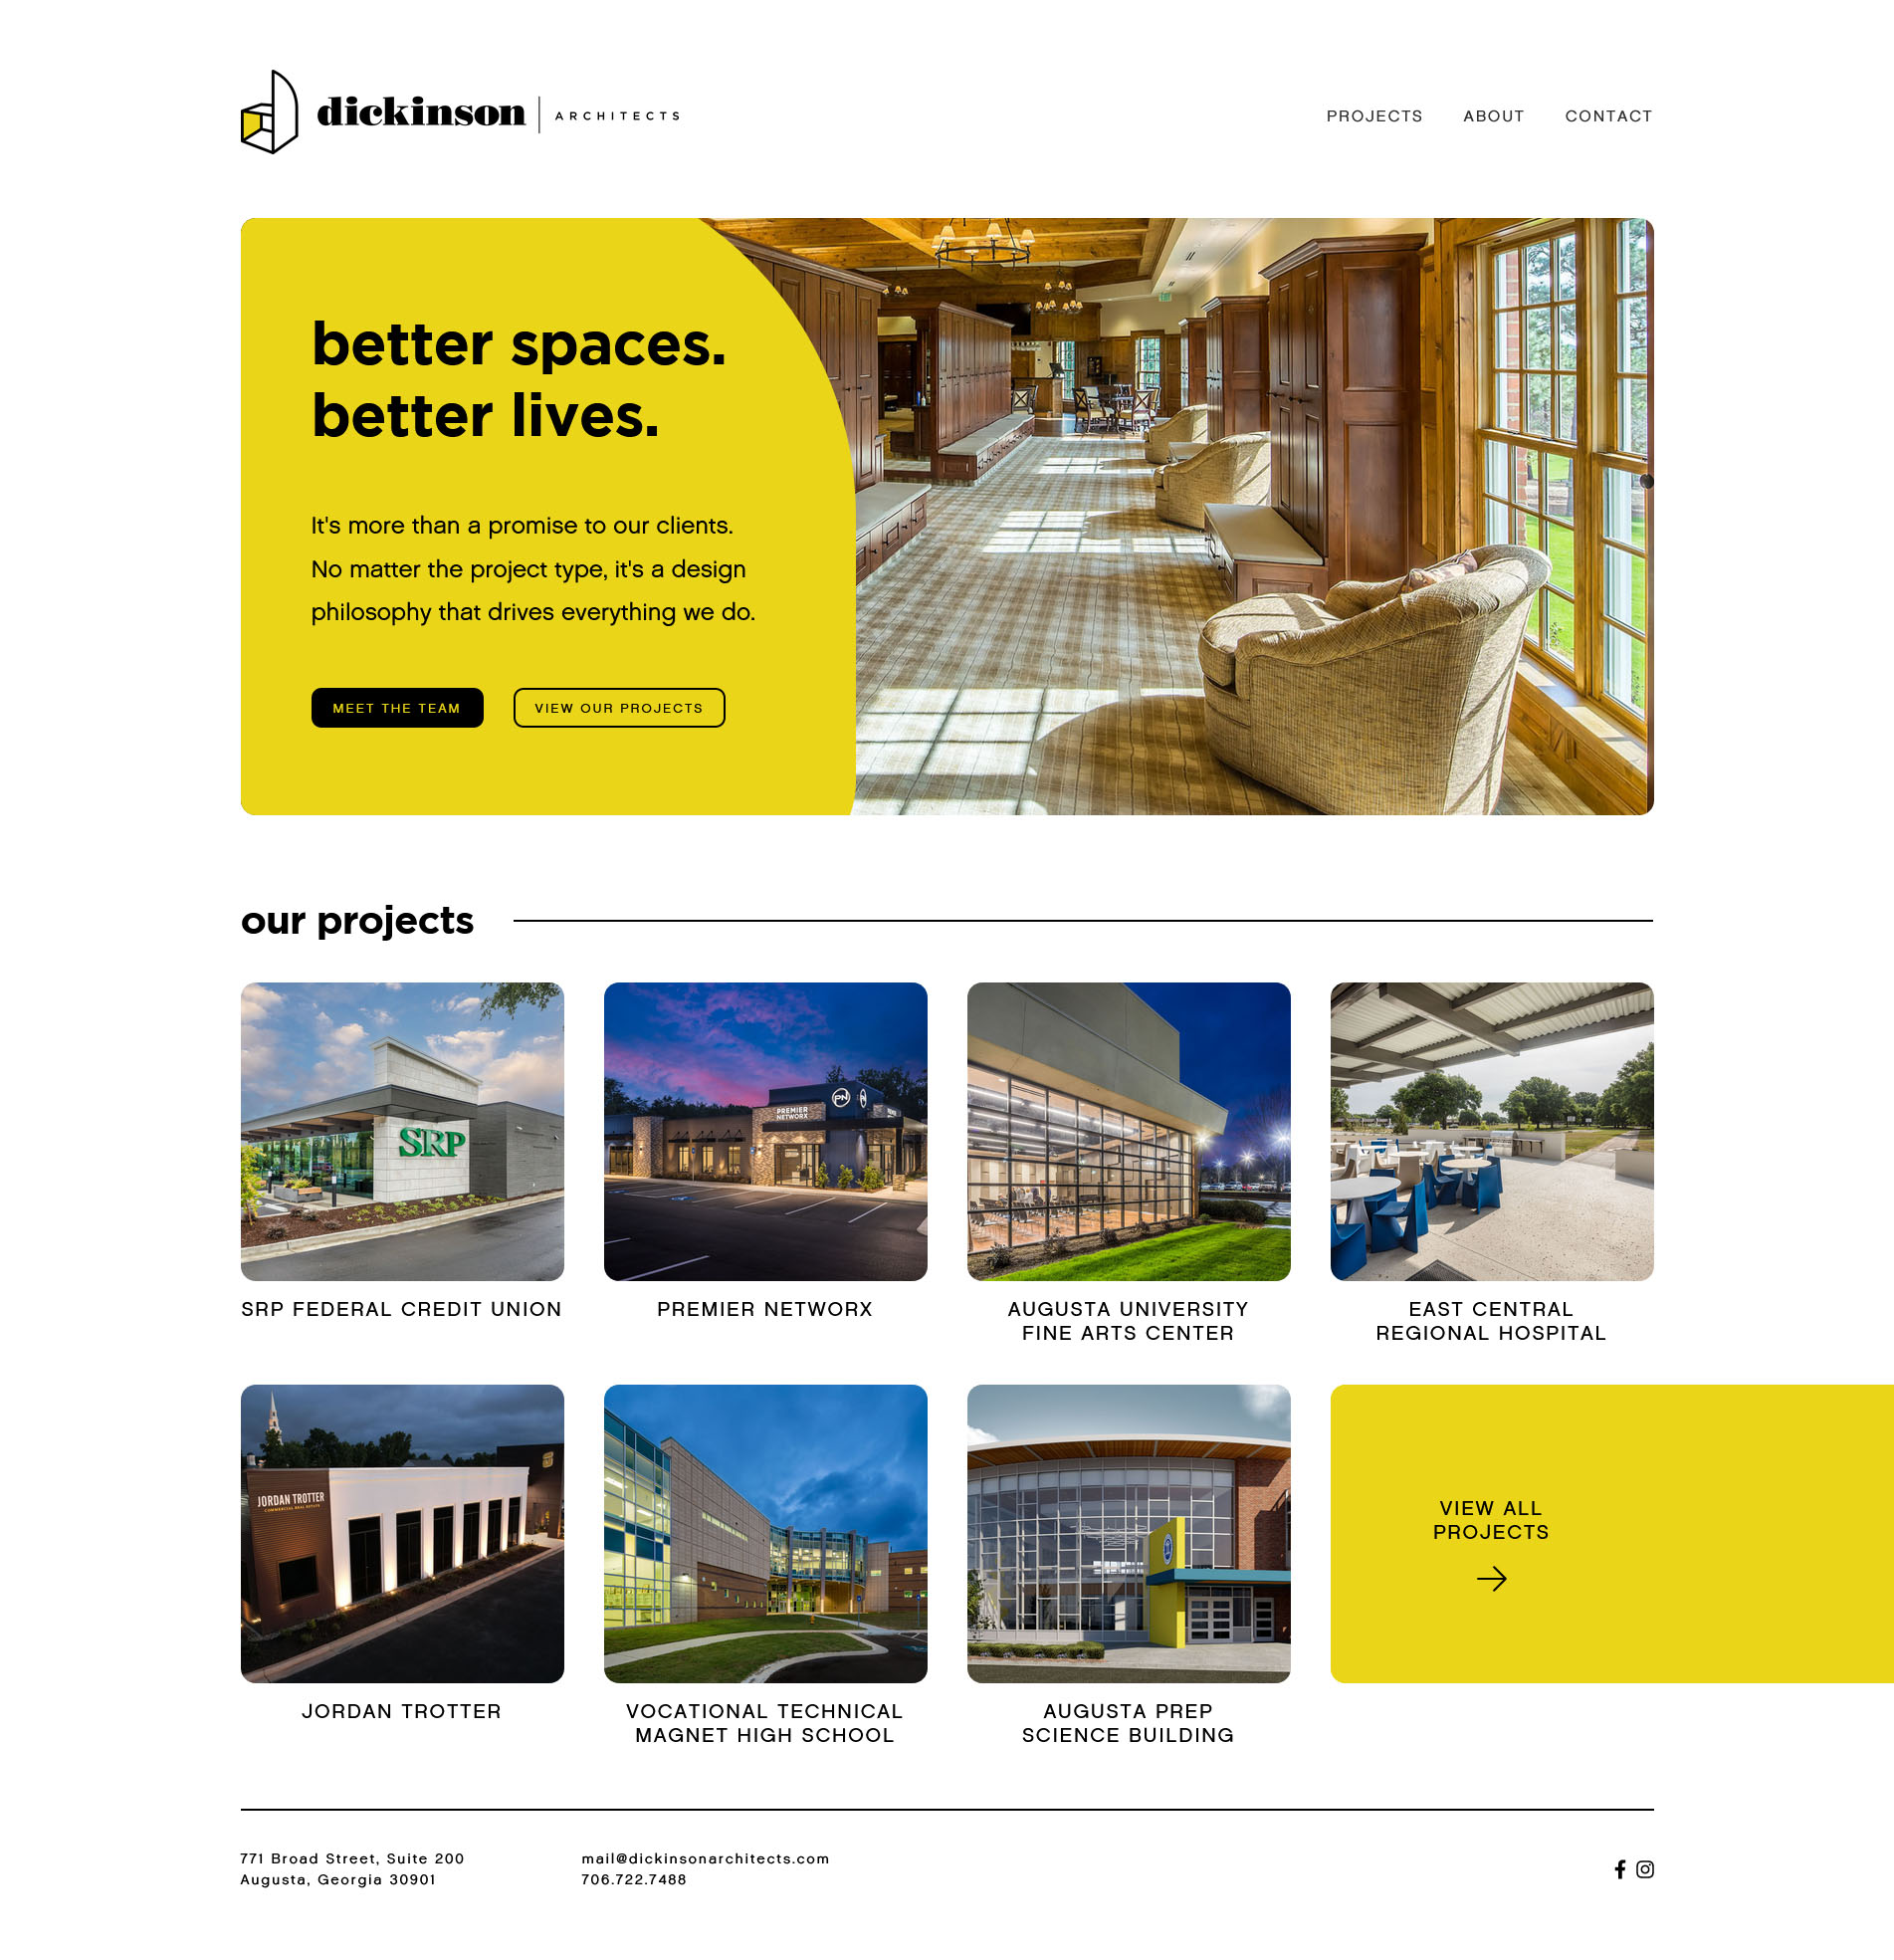 dickinson ARCHITECTS
PROJECTS ABOUT CONTACT
better spaces.
better lives.
It's more than a promise to our clients.
No matter the project type, it's a design
philosophy that drives everything we do.
MEET THE TEAM VIEW OUR PROJECTS
our projects
SRP
PREMIER
NETWORX
PN
SRP FEDERAL CREDIT UNION
PREMIER NETWORX
AUGUSTA UNIVERSITY
FINE ARTS CENTER
EAST CENTRAL
REGIONAL HOSPITAL
JORDAN TROTTER
COMMERCIAL REAL ESTATE
VIEW ALL
PROJECTS
JORDAN TROTTER
VOCATIONAL TECHNICAL
MAGNET HIGH SCHOOL
AUGUSTA PREP
SCIENCE BUILDING
771 Broad Street, Suite 200
Augusta, Georgia 30901
mail@dickinsonarchitects.com
706.722.7488